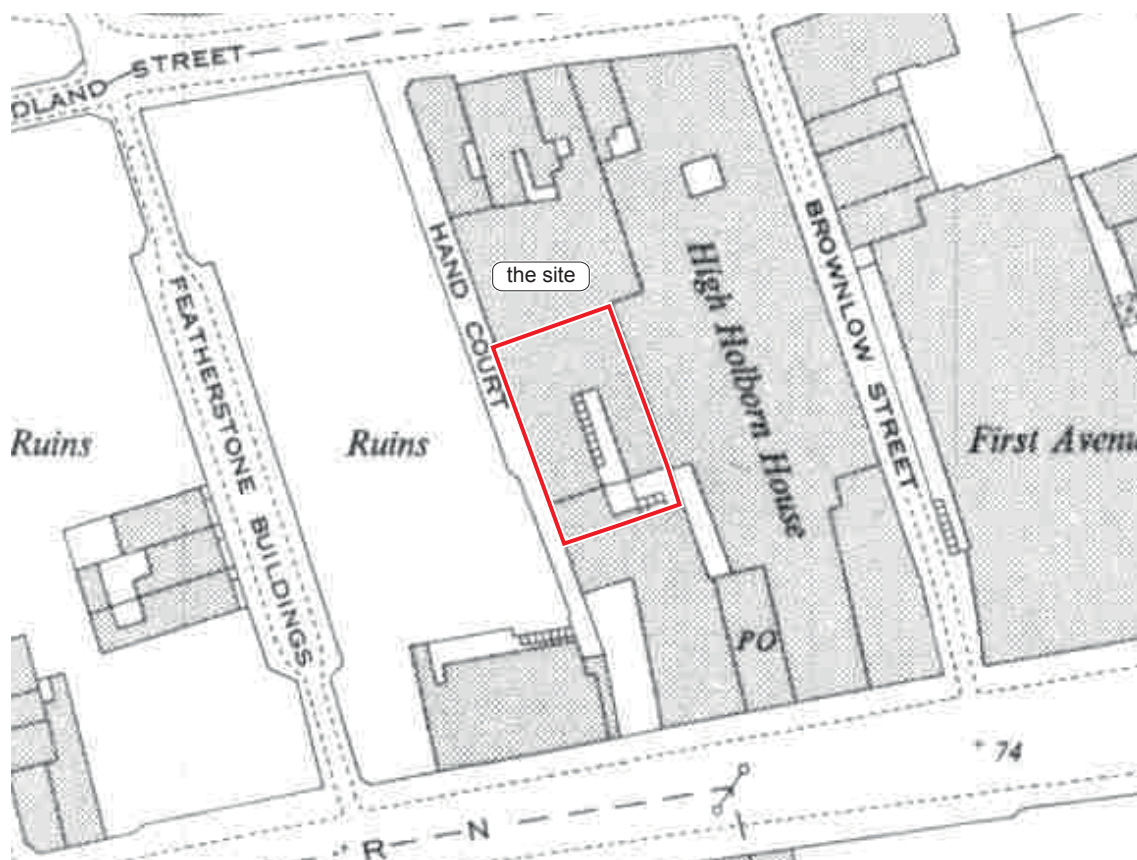 DLAND STREET
HAND COURT
the site
FEATHERSTONE BUILDINGS
High Holborn House
BROWNLOW STREET
Ruins
Ruins
First Avenu
PO
+ 74
R N